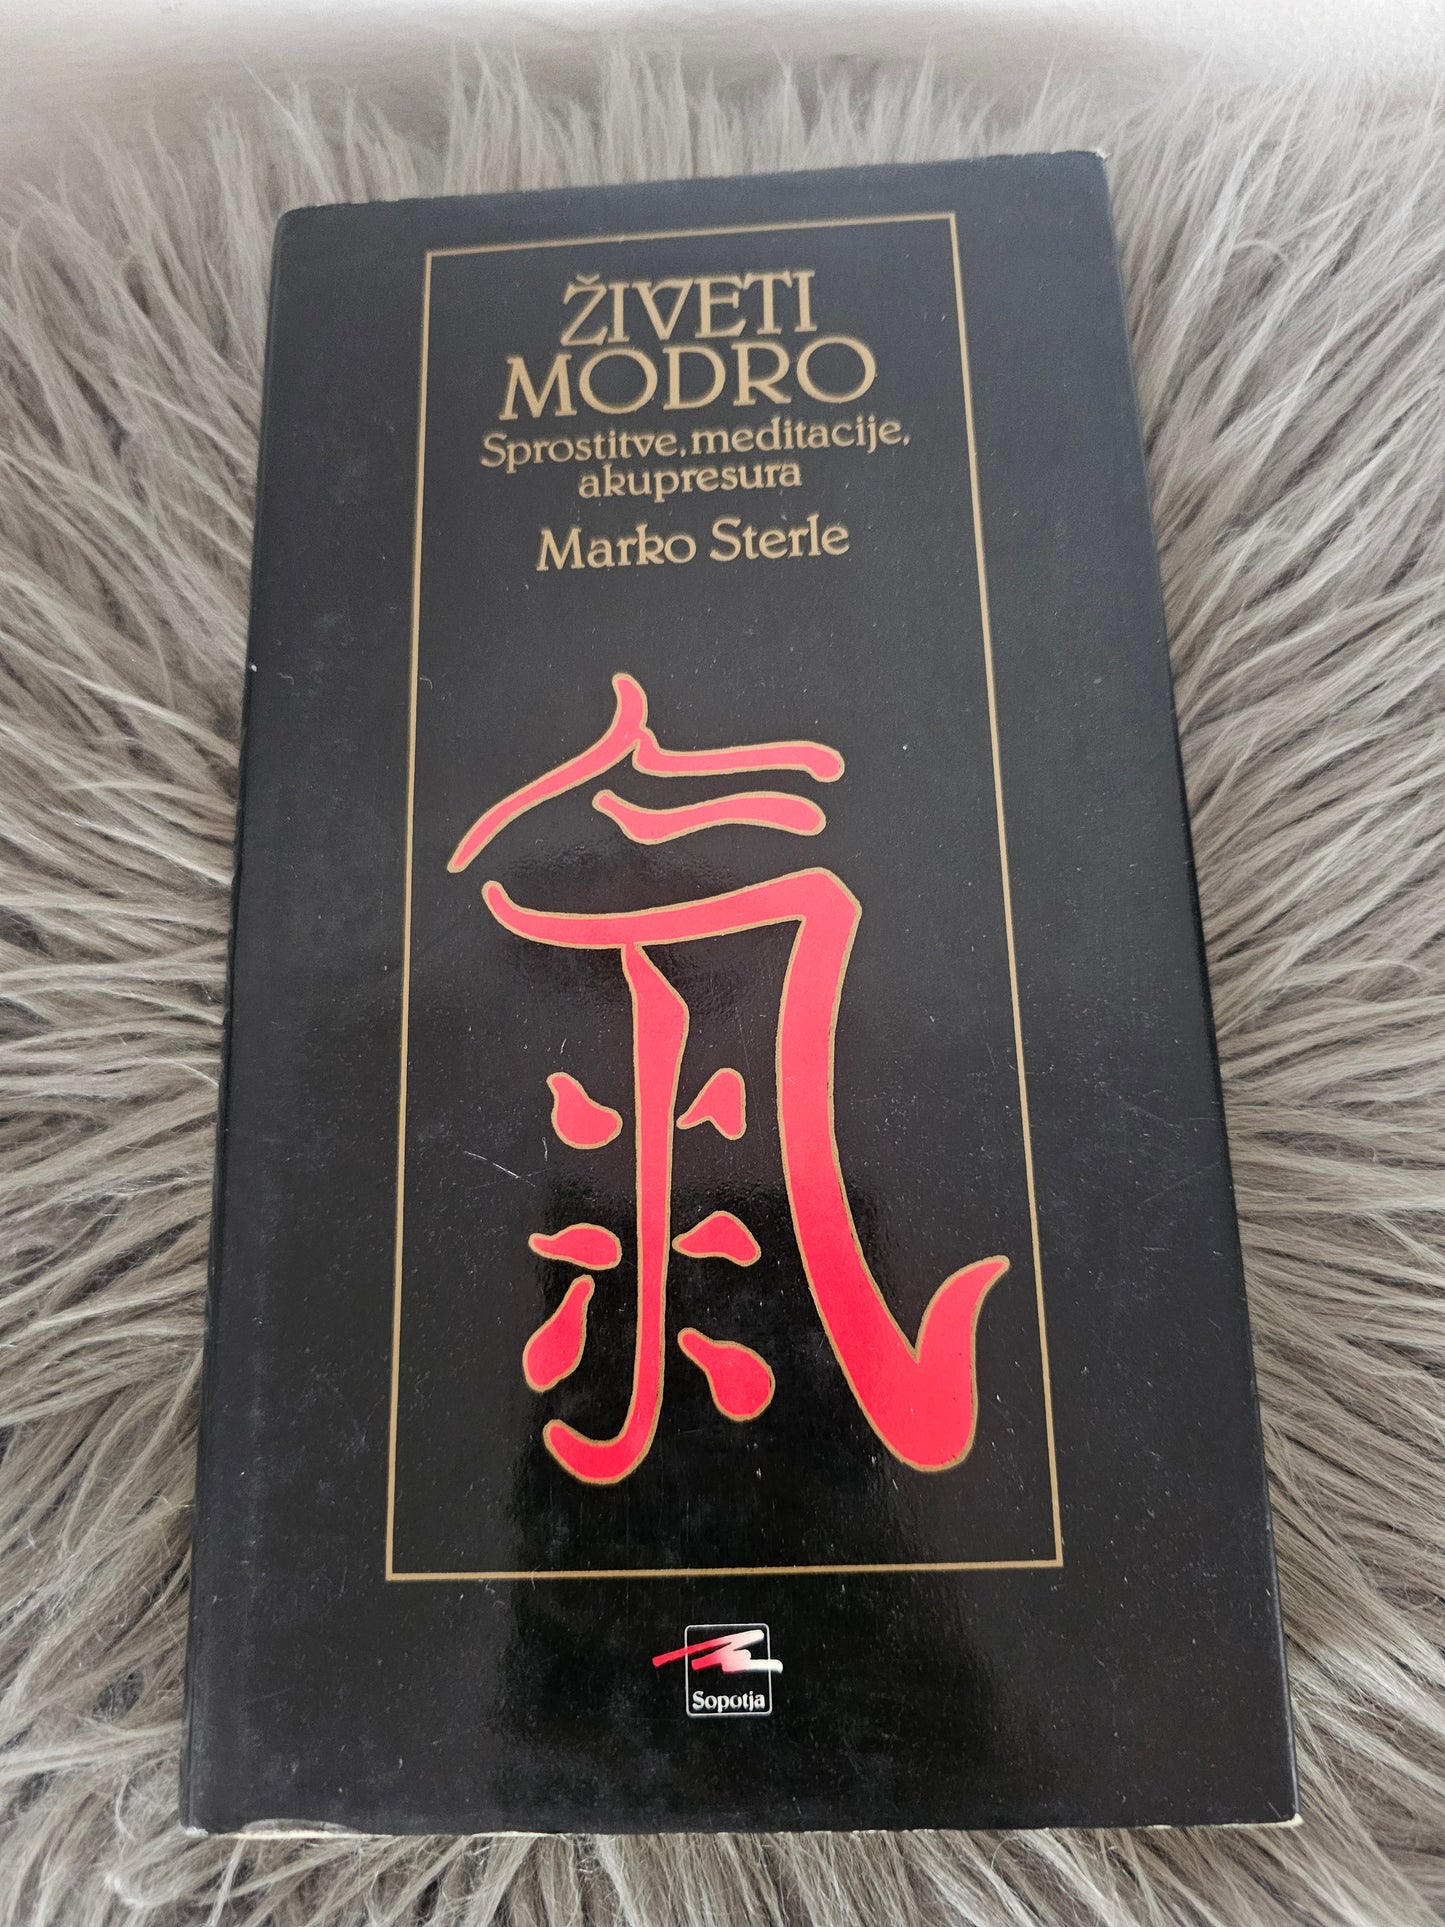 ŽIVETI
MODRO
Sprostitve, meditacije,
akupresura
Marko Sterle
氣
Sopotja